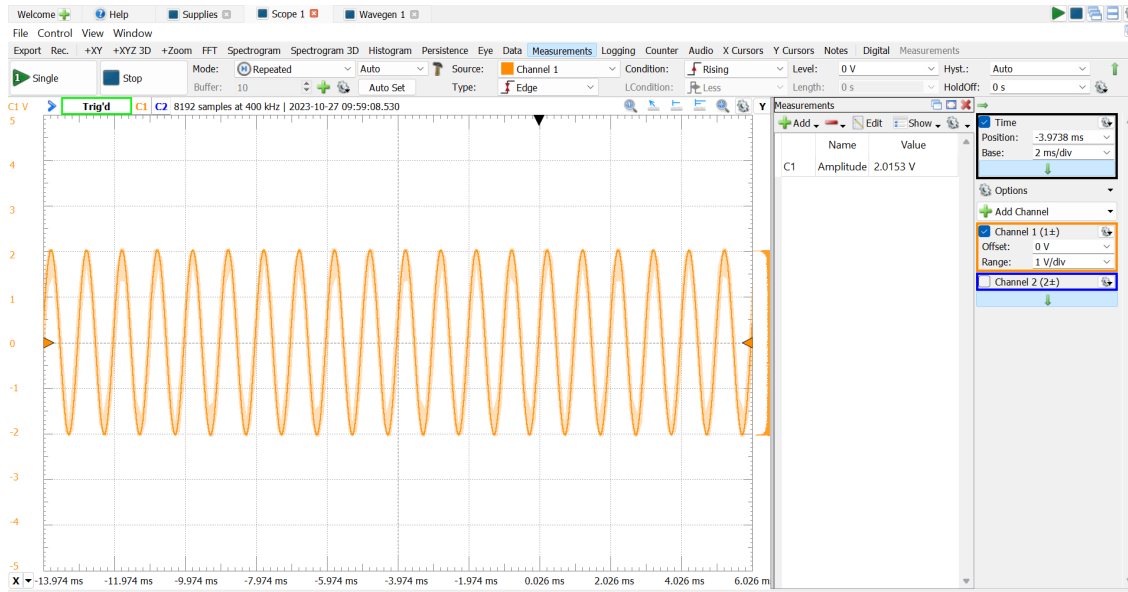 Welcome Help Supplies Scope 1 Wavegen 1
File Control View Window
Export Rec. +XY +XYZ 3D +Zoom FFT Spectrogram Spectrogram 3D Histogram Persistence Eye Data Measurements Logging Counter Audio X Cursors Y Cursors Notes Digital Measurements
1 Single Stop Mode: Repeated Auto Source: Channel 1 Condition: Rising Level: 0 V Hyst.: Auto
Buffer: 10 Auto Set Type: Edge LCondition: Less Length: 0 s HoldOff: 0 s
C1 V Trig'd C1 C2 8192 samples at 400 kHz | 2023-10-27 09:59:08.530 Y
5
4
3
2
1
0
-1
-2
-3
-4
-5
X -13.974 ms -11.974 ms -9.974 ms -7.974 ms -5.974 ms -3.974 ms -1.974 ms 0.026 ms 2.026 ms 4.026 ms 6.026 m
Measurements
Add Edit Show
Name Value
C1 Amplitude 2.0153 V
Time
Position: -3.9738 ms
Base: 2 ms/div
Options
Add Channel
Channel 1 (1±)
Offset: 0 V
Range: 1 V/div
Channel 2 (2±)